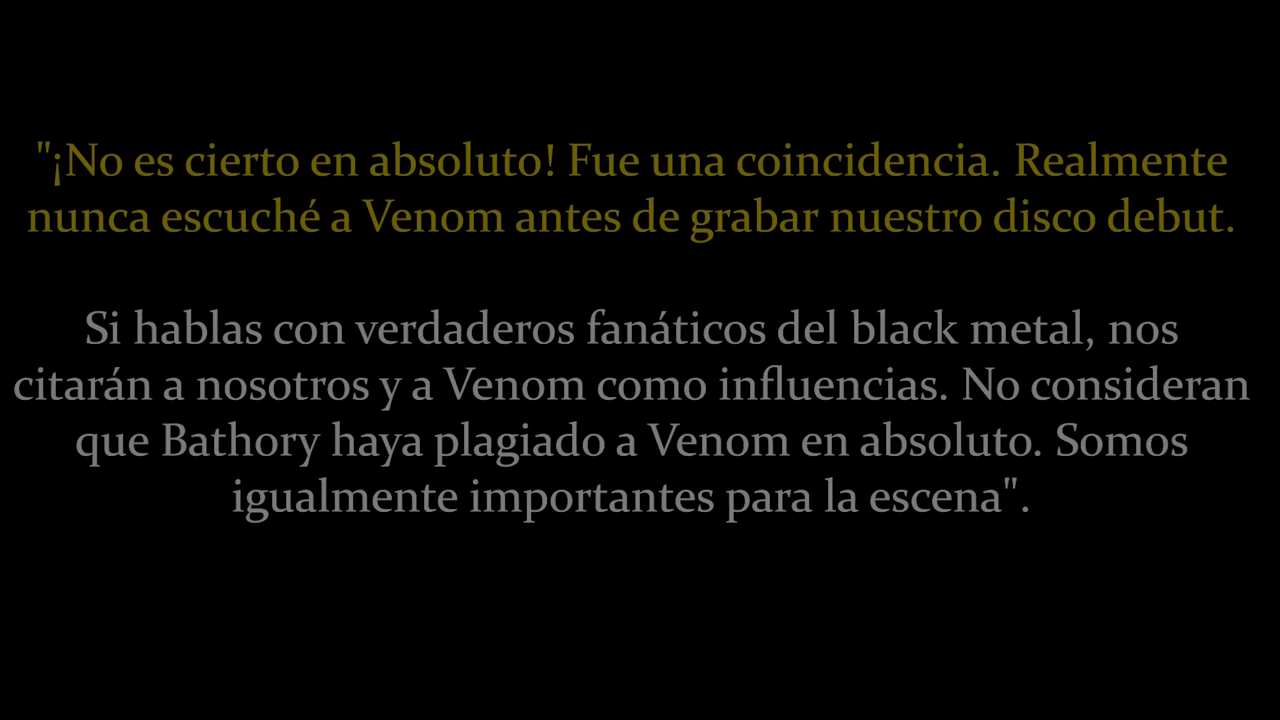 "¡No es cierto en absoluto! Fue una coincidencia. Realmente
nunca escuché a Venom antes de grabar nuestro disco debut.
Si hablas con verdaderos fanáticos del black metal, nos
citarán a nosotros y a Venom como influencias. No consideran
que Bathory haya plagiado a Venom en absoluto. Somos
igualmente importantes para la escena".